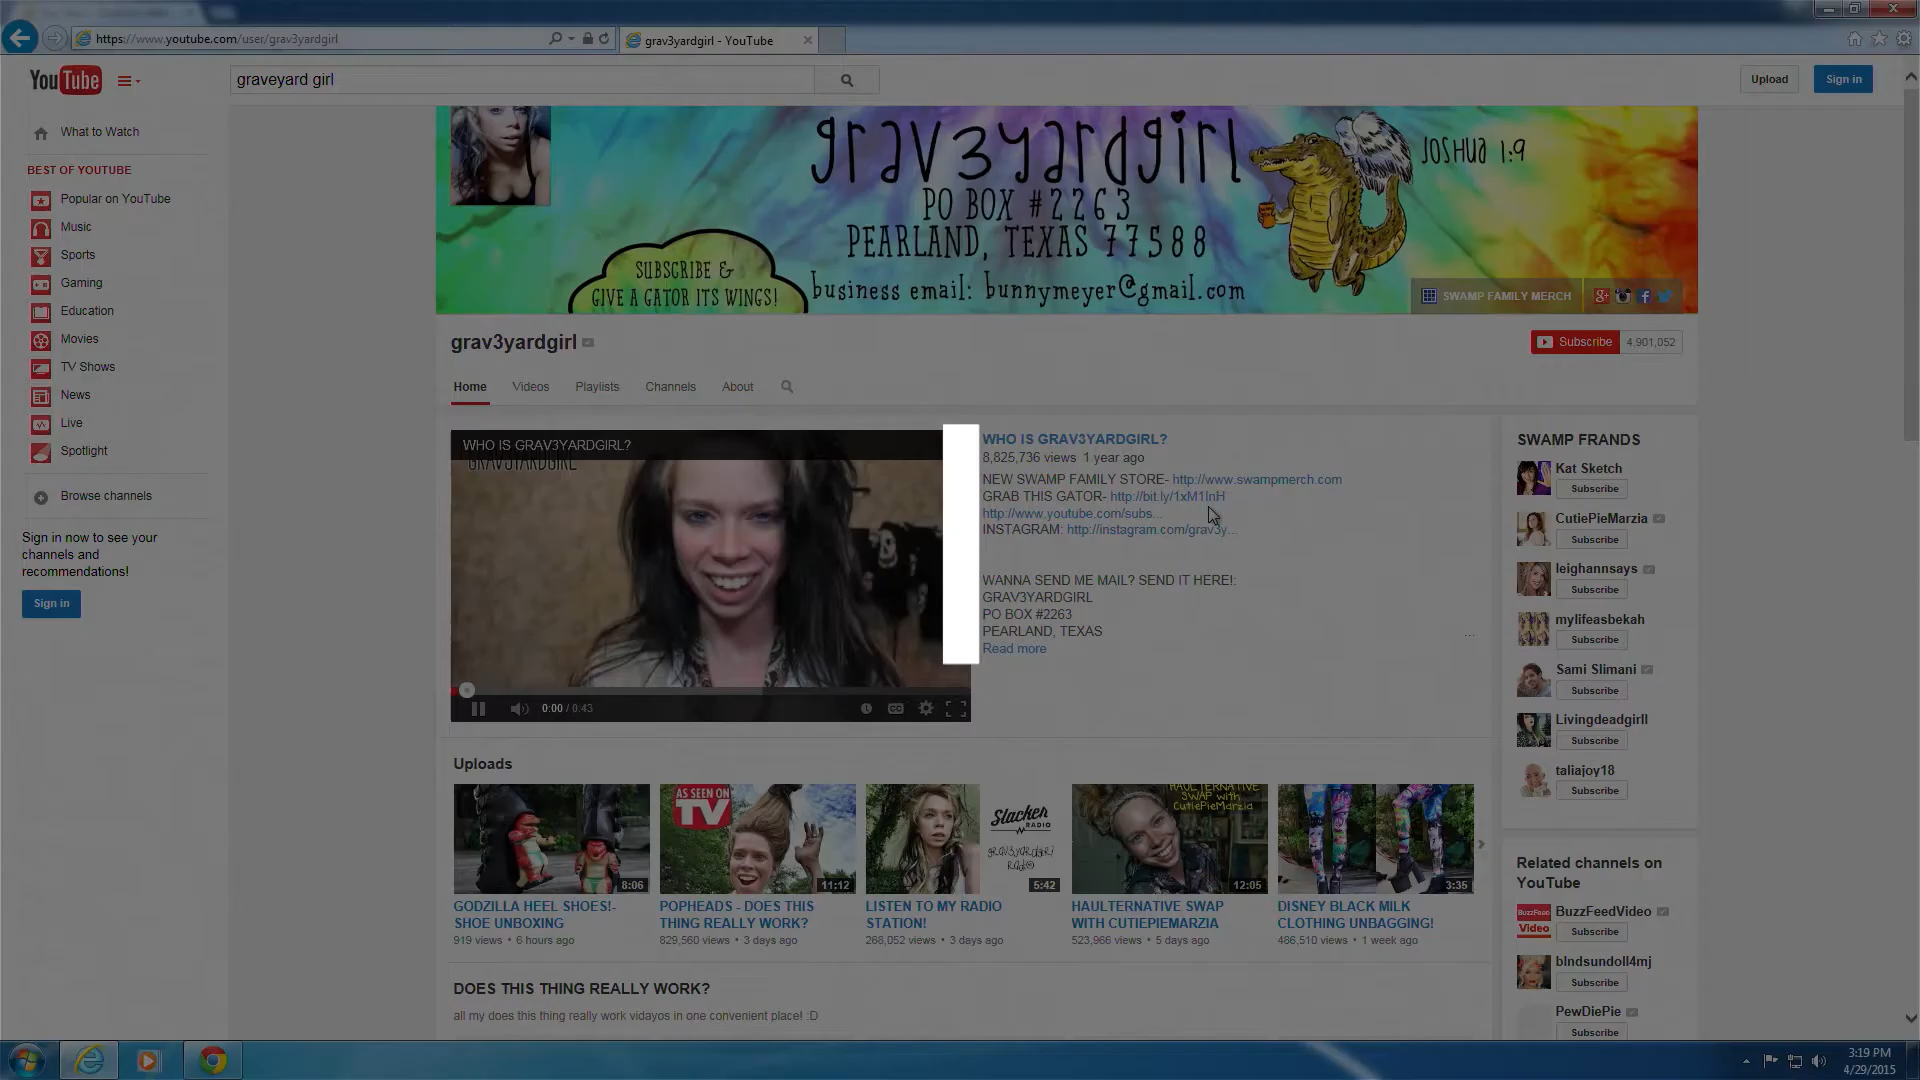 https://www.youtube.com/user/grav3yardgirl
grav3yardgirl - YouTube
YouTube
graveyard girl
Upload
Sign in
What to Watch
BEST OF YOUTUBE
Popular on YouTube
Music
Sports
Gaming
Education
Movies
TV Shows
News
Live
Spotlight
Browse channels
Sign in now to see your
channels and
recommendations!
Sign in
grav3yardgirl
JOSHUA 1:9
PO BOX #2263
PEARLAND, TEXAS 77588
business email: bunnymeyer@gmail.com
SUBSCRIBE &
GIVE A GATOR ITS WINGS!
SWAMP FAMILY MERCH
grav3yardgirl
Subscribe 4,901,052
Home Videos Playlists Channels About
WHO IS GRAV3YARDGIRL?
GRAV3YARDGIRL
0:00 / 0:43
WHO IS GRAV3YARDGIRL?
8,825,736 views 1 year ago
NEW SWAMP FAMILY STORE- http://www.swampmerch.com
GRAB THIS GATOR- http://bit.ly/1xM1InH
http://www.youtube.com/subs...
INSTAGRAM: http://instagram.com/grav3y...
WANNA SEND ME MAIL? SEND IT HERE!:
GRAV3YARDGIRL
PO BOX #2263
PEARLAND, TEXAS
...
Read more
SWAMP FRANDS
Kat Sketch
Subscribe
CutiePieMarzia
Subscribe
leighannsays
Subscribe
mylifeasbekah
Subscribe
Sami Slimani
Subscribe
Livingdeadgirll
Subscribe
taliajoy18
Subscribe
Uploads
8:06
AS SEEN ON
TV
11:12
Slacker
RADIO
grav3yardgirl
Radio
5:42
HAULTERNATIVE
SWAP with
CutiePieMarzia
12:05
3:35
GODZILLA HEEL SHOES!-
SHOE UNBOXING
919 views • 6 hours ago
POPHEADS - DOES THIS
THING REALLY WORK?
829,560 views • 3 days ago
LISTEN TO MY RADIO
STATION!
268,052 views • 3 days ago
HAULTERNATIVE SWAP
WITH CUTIEPIEMARZIA
523,966 views • 5 days ago
DISNEY BLACK MILK
CLOTHING UNBAGGING!
486,510 views • 1 week ago
DOES THIS THING REALLY WORK?
all my does this thing really work vidayos in one convenient place! :D
Related channels on
YouTube
BuzzFeed
Video
BuzzFeedVideo
Subscribe
blndsundoll4mj
Subscribe
PewDiePie
Subscribe
3:19 PM
4/29/2015